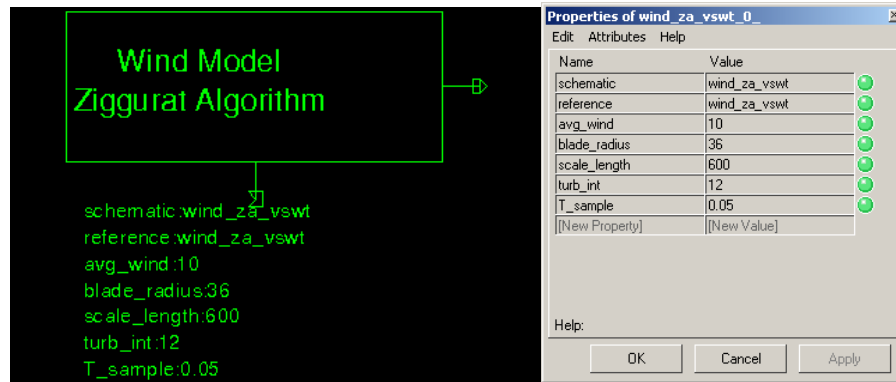 Wind Model
Ziggurat Algorithm
schematic:wind_za_vswt
reference:wind_za_vswt
avg_wind:10
blade_radius:36
scale_length:600
turb_int:12
T_sample:0.05
Properties of wind_za_vswt_0_
Edit Attributes Help
Name Value
schematic wind_za_vswt
reference wind_za_vswt
avg_wind 10
blade_radius 36
scale_length 600
turb_int 12
T_sample 0.05
[New Property] [New Value]
Help:
OK Cancel Apply